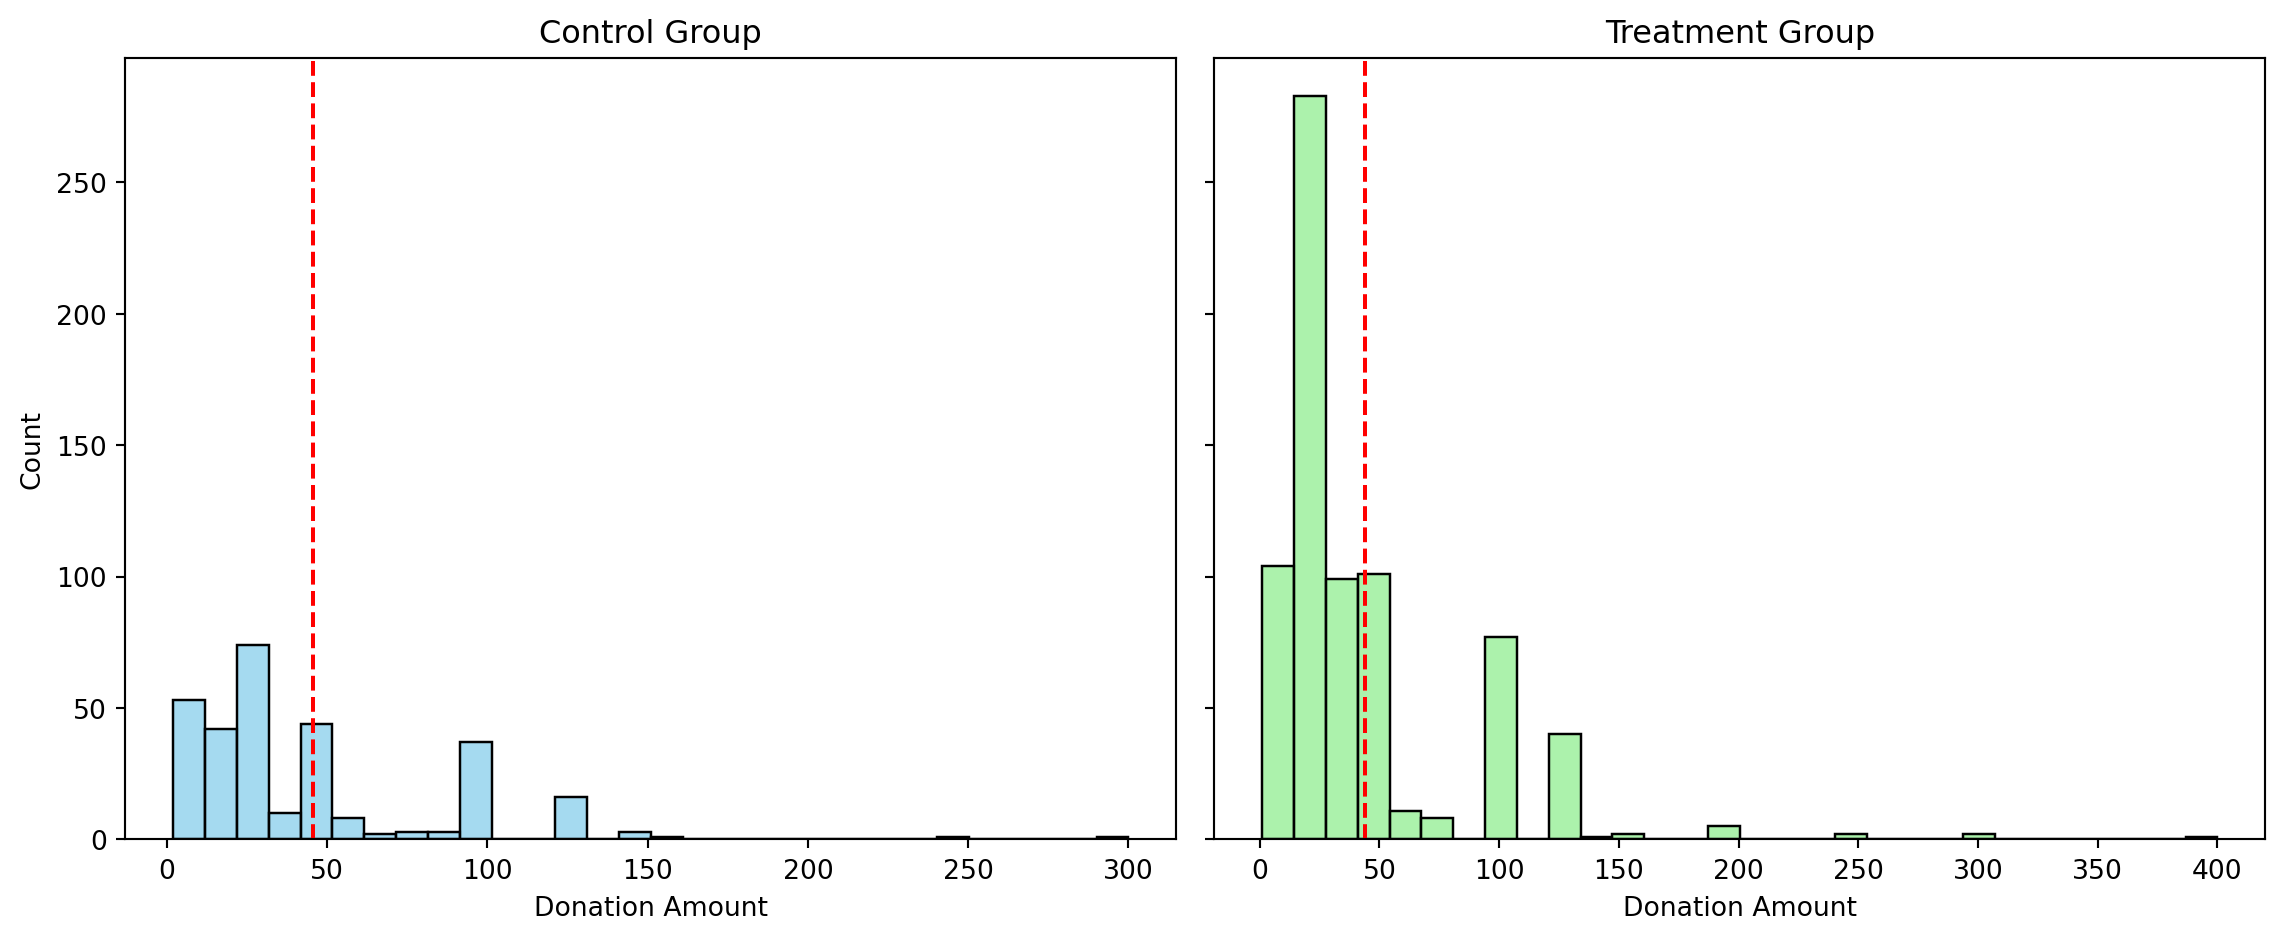 Control Group
Treatment Group
250
200
150
100
50
0
Count
0 50 100 150 200 250 300
0 50 100 150 200 250 300 350 400
Donation Amount
Donation Amount